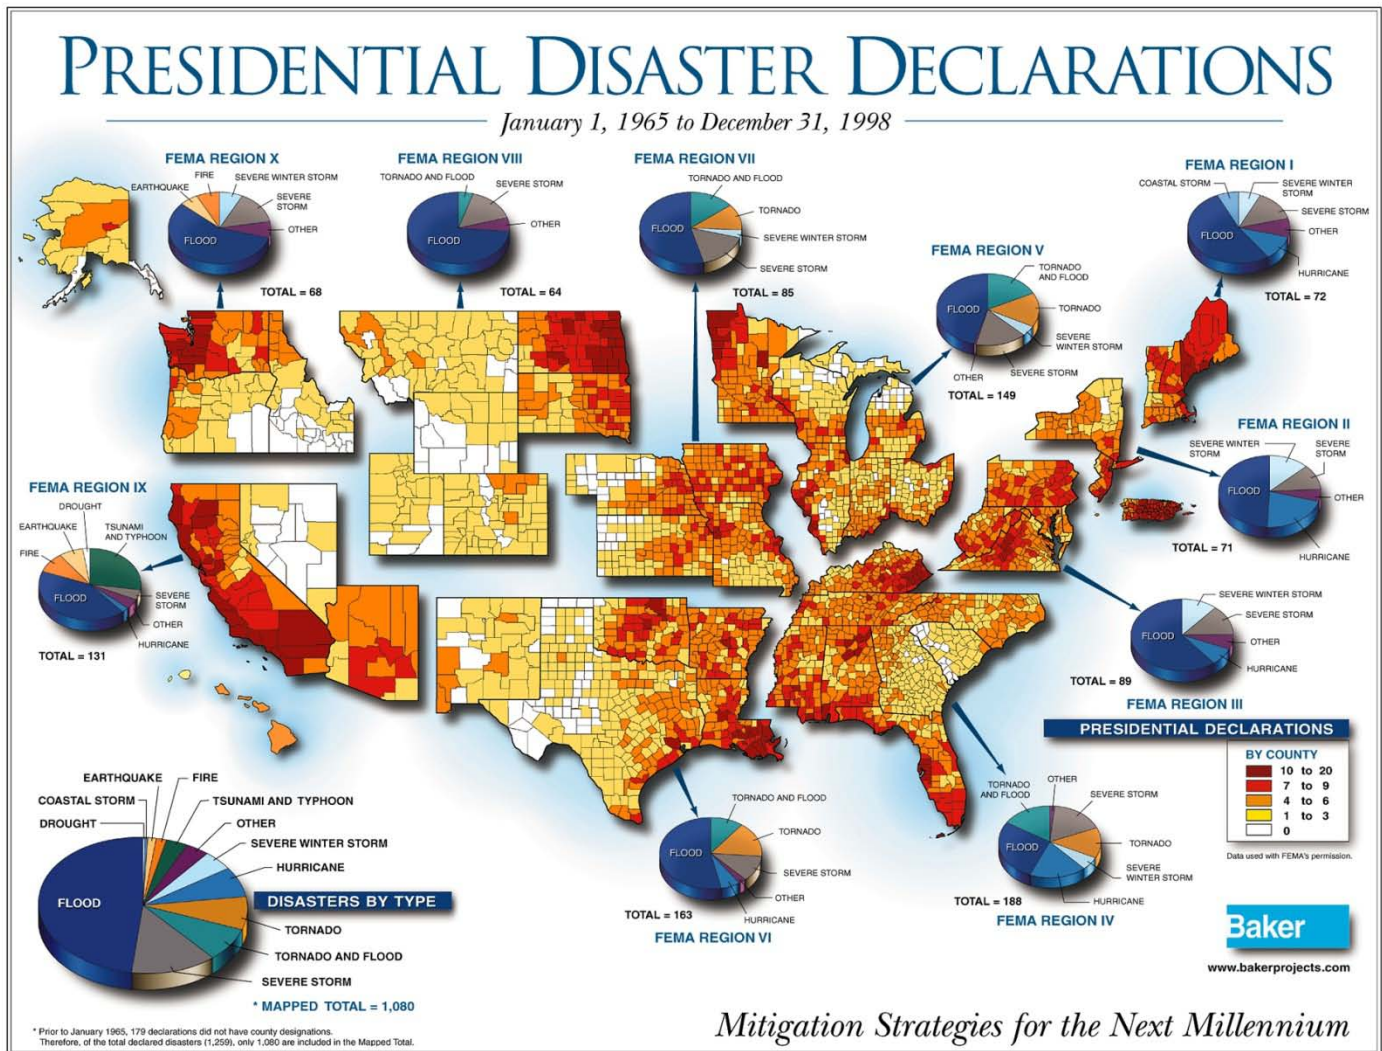 PRESIDENTIAL DISASTER DECLARATIONS
January 1, 1965 to December 31, 1998
FEMA REGION X
EARTHQUAKE
FIRE
SEVERE WINTER STORM
SEVERE
STORM
OTHER
FLOOD
TOTAL = 68
FEMA REGION VIII
TORNADO AND FLOOD
SEVERE STORM
OTHER
FLOOD
TOTAL = 64
FEMA REGION VII
TORNADO AND FLOOD
TORNADO
SEVERE WINTER STORM
SEVERE STORM
FLOOD
TOTAL = 85
FEMA REGION V
TORNADO
AND FLOOD
TORNADO
SEVERE
WINTER STORM
SEVERE STORM
OTHER
FLOOD
TOTAL = 149
FEMA REGION I
COASTAL STORM
SEVERE WINTER
STORM
SEVERE STORM
OTHER
HURRICANE
FLOOD
TOTAL = 72
FEMA REGION II
SEVERE WINTER
STORM
SEVERE
STORM
OTHER
HURRICANE
FLOOD
TOTAL = 71
FEMA REGION IX
DROUGHT
EARTHQUAKE
TSUNAMI
AND TYPHOON
FIRE
FLOOD
SEVERE
STORM
OTHER
HURRICANE
TOTAL = 131
SEVERE WINTER STORM
SEVERE STORM
OTHER
HURRICANE
FLOOD
TOTAL = 89
FEMA REGION III
PRESIDENTIAL DECLARATIONS
BY COUNTY
10 to 20
7 to 9
4 to 6
1 to 3
0
Data used with FEMA's permission.
TORNADO AND FLOOD
TORNADO
SEVERE STORM
OTHER
HURRICANE
FLOOD
TOTAL = 163
FEMA REGION VI
TORNADO
AND FLOOD
OTHER
SEVERE STORM
TORNADO
SEVERE
WINTER STORM
HURRICANE
FLOOD
TOTAL = 188
FEMA REGION IV
EARTHQUAKE
FIRE
COASTAL STORM
TSUNAMI AND TYPHOON
DROUGHT
OTHER
SEVERE WINTER STORM
HURRICANE
FLOOD
DISASTERS BY TYPE
TORNADO
TORNADO AND FLOOD
SEVERE STORM
* MAPPED TOTAL = 1,080
* Prior to January 1965, 179 declarations did not have county designations.
Therefore, of the total declared disasters (1,259), only 1,080 are included in the Mapped Total.
Baker
www.bakerprojects.com
Mitigation Strategies for the Next Millennium